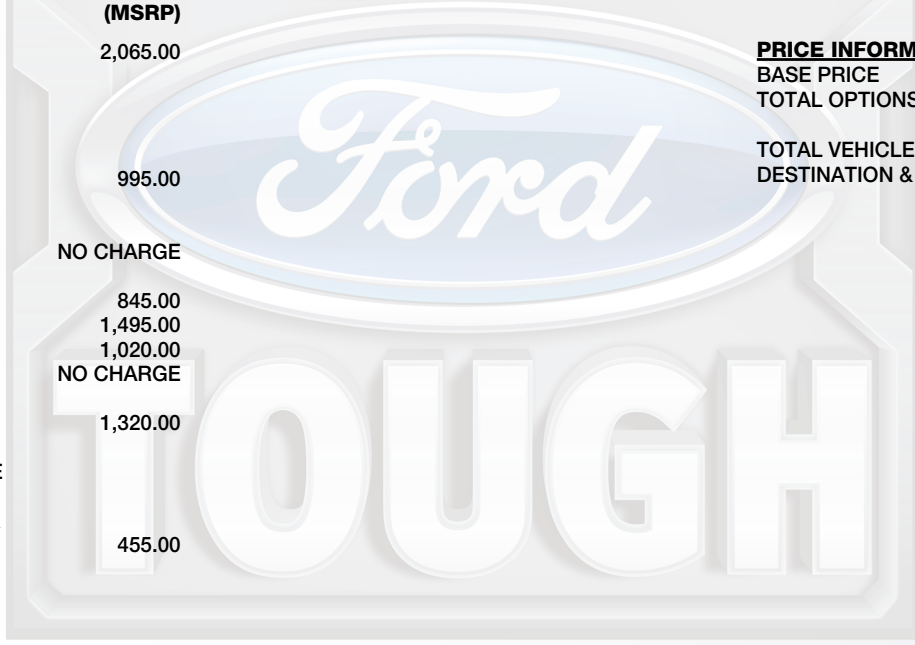 (MSRP)
2,065.00
995.00
NO CHARGE
845.00
1,495.00
1,020.00
NO CHARGE
1,320.00
455.00
PRICE INFORM
BASE PRICE
TOTAL OPTIONS
TOTAL VEHICLE
DESTINATION &
Ford
TOUGH